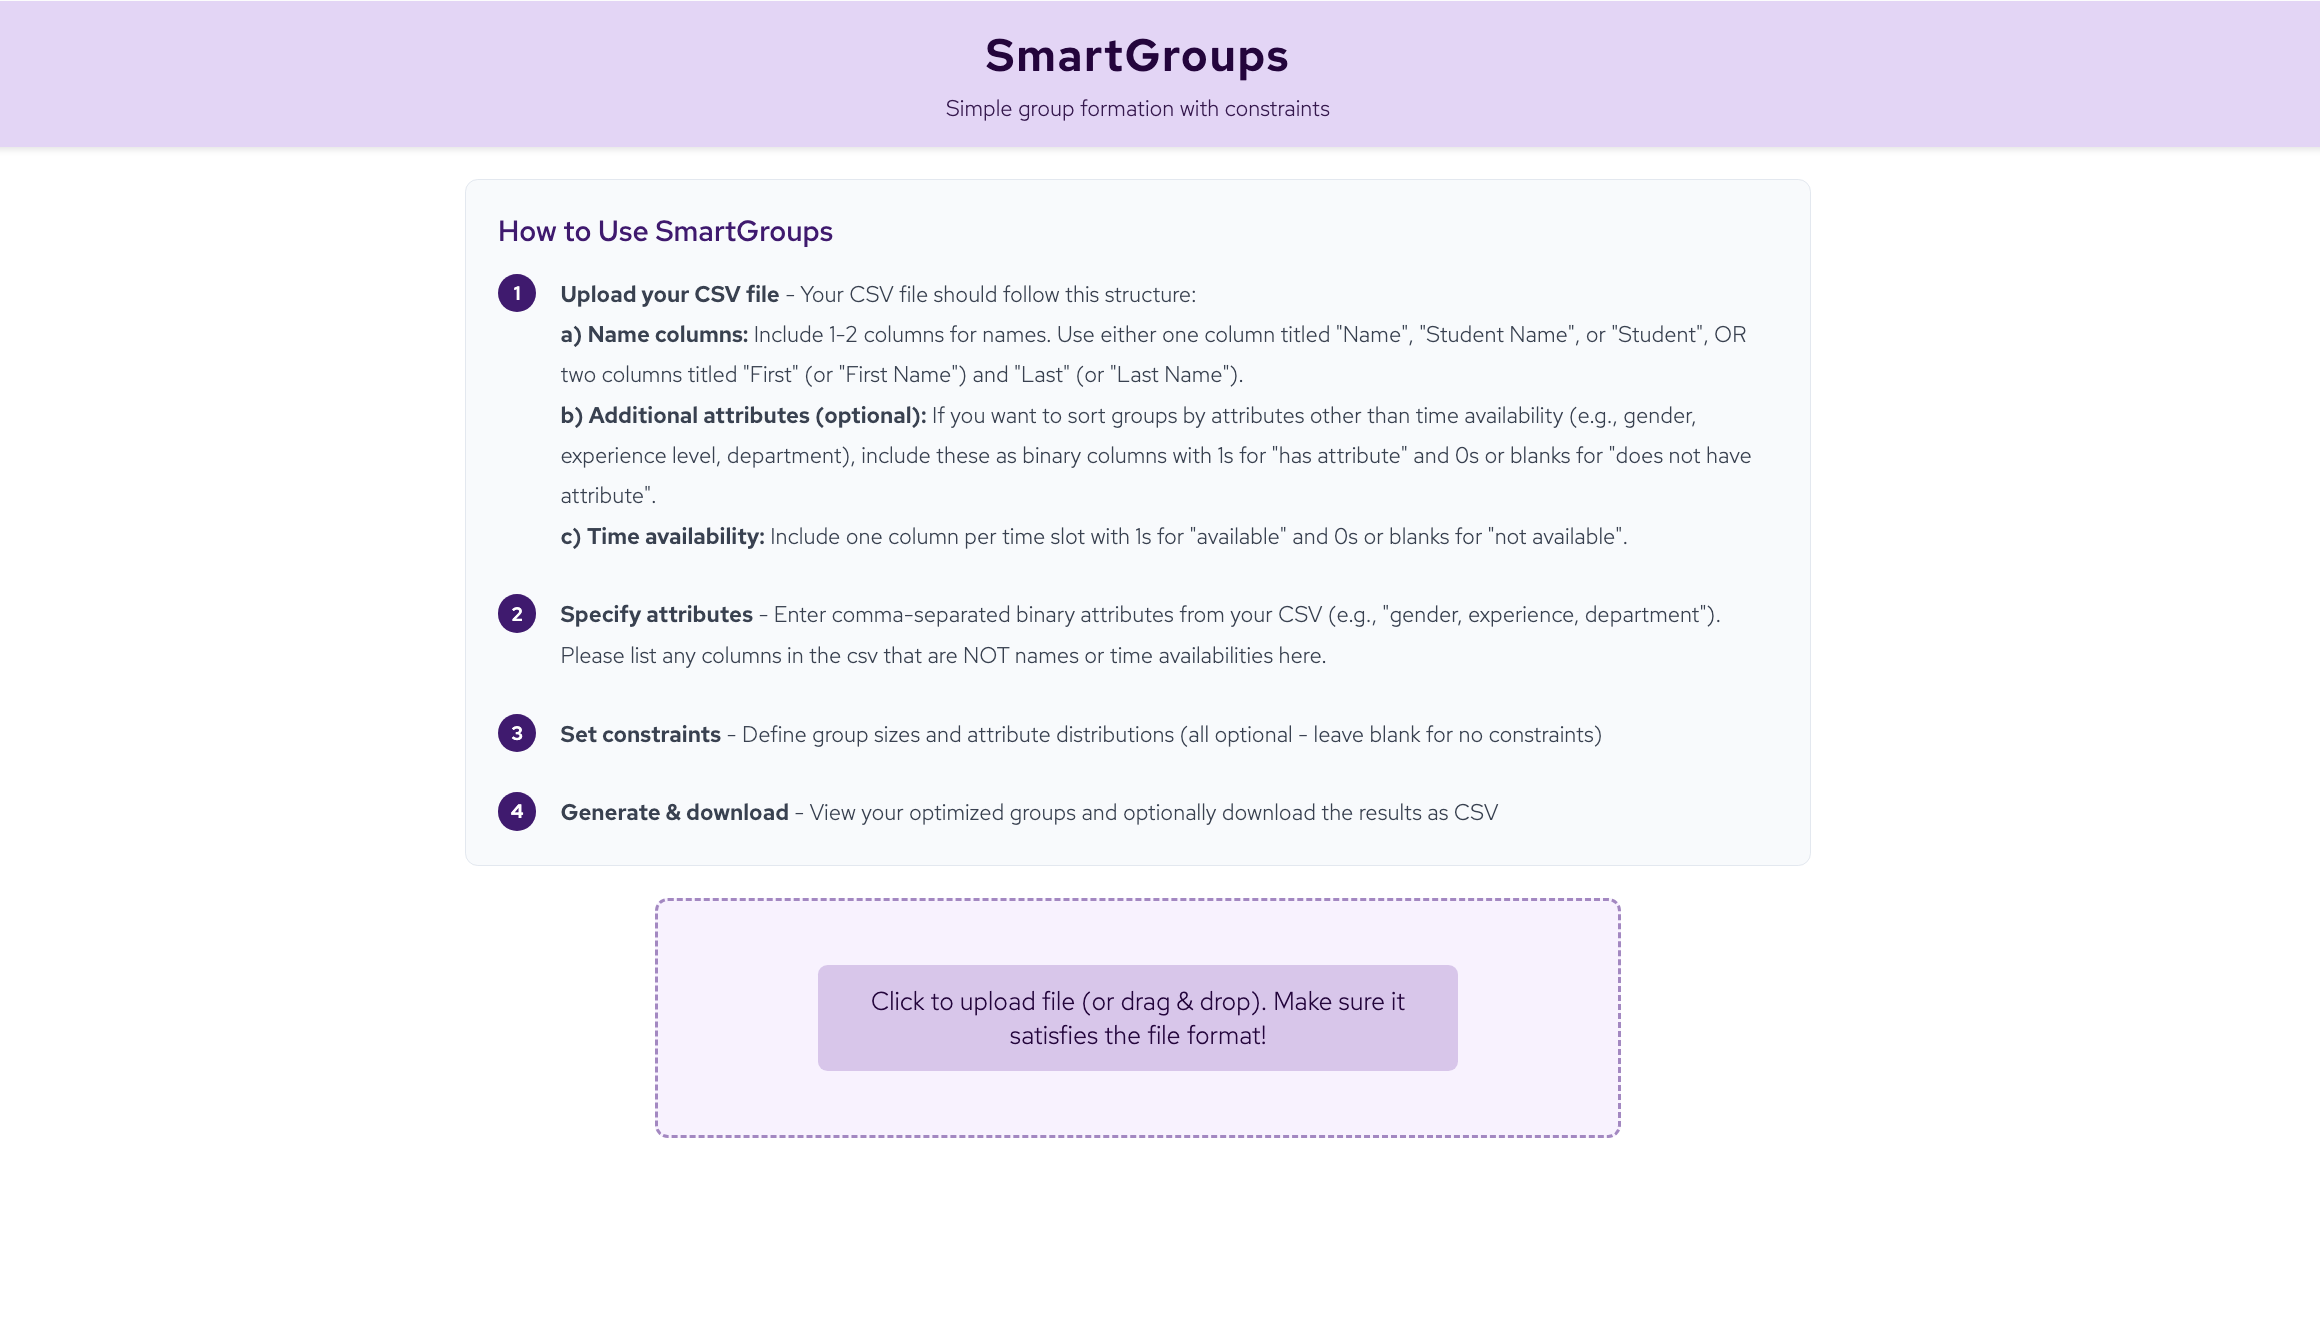 SmartGroups
Simple group formation with constraints
How to Use SmartGroups
1 Upload your CSV file - Your CSV file should follow this structure:
a) Name columns: Include 1-2 columns for names. Use either one column titled "Name", "Student Name", or "Student", OR
two columns titled "First" (or "First Name") and "Last" (or "Last Name").
b) Additional attributes (optional): If you want to sort groups by attributes other than time availability (e.g., gender,
experience level, department), include these as binary columns with 1s for "has attribute" and 0s or blanks for "does not have
attribute".
c) Time availability: Include one column per time slot with 1s for "available" and 0s or blanks for "not available".
2 Specify attributes - Enter comma-separated binary attributes from your CSV (e.g., "gender, experience, department").
Please list any columns in the csv that are NOT names or time availabilities here.
3 Set constraints - Define group sizes and attribute distributions (all optional - leave blank for no constraints)
4 Generate & download - View your optimized groups and optionally download the results as CSV
Click to upload file (or drag & drop). Make sure it
satisfies the file format!